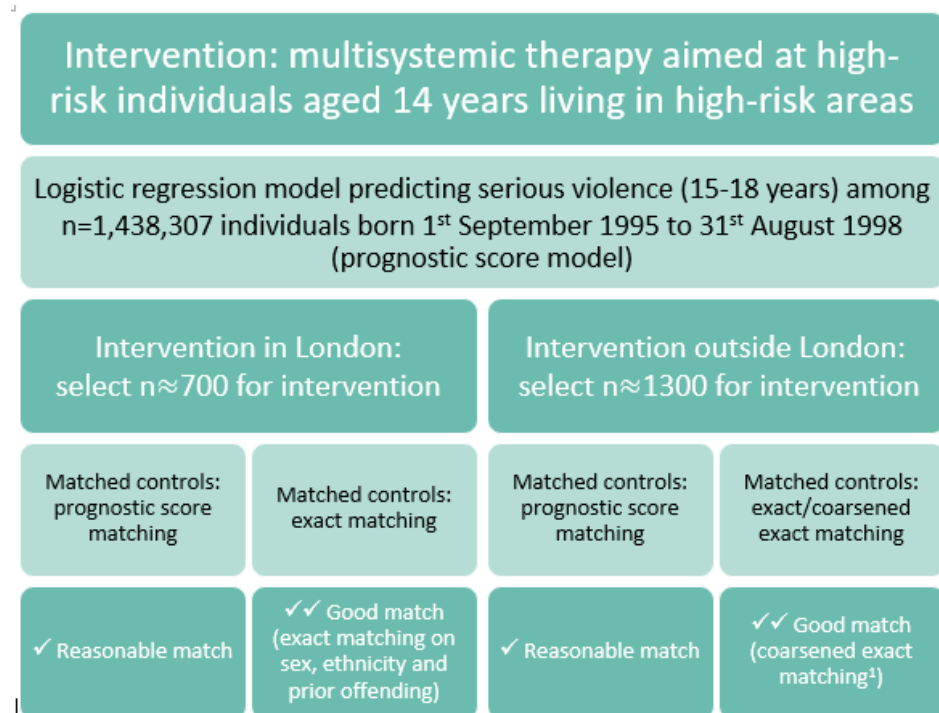 Intervention: multisystemic therapy aimed at high-
risk individuals aged 14 years living in high-risk areas
Logistic regression model predicting serious violence (15-18 years) among
n=1,438,307 individuals born 1st September 1995 to 31st August 1998
(prognostic score model)
Intervention in London:
select n≈700 for intervention
Intervention outside London:
select n≈1300 for intervention
Matched controls:
prognostic score
matching
Matched controls:
exact matching
Matched controls:
prognostic score
matching
Matched controls:
exact/coarsened
exact matching
✓ Reasonable match
✓✓ Good match
(exact matching on
sex, ethnicity and
prior offending)
✓ Reasonable match
✓✓ Good match
(coarsened exact
matching¹)